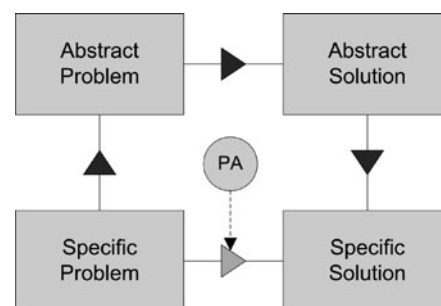 Abstract
Problem
Abstract
Solution
PA
Specific
Problem
Specific
Solution